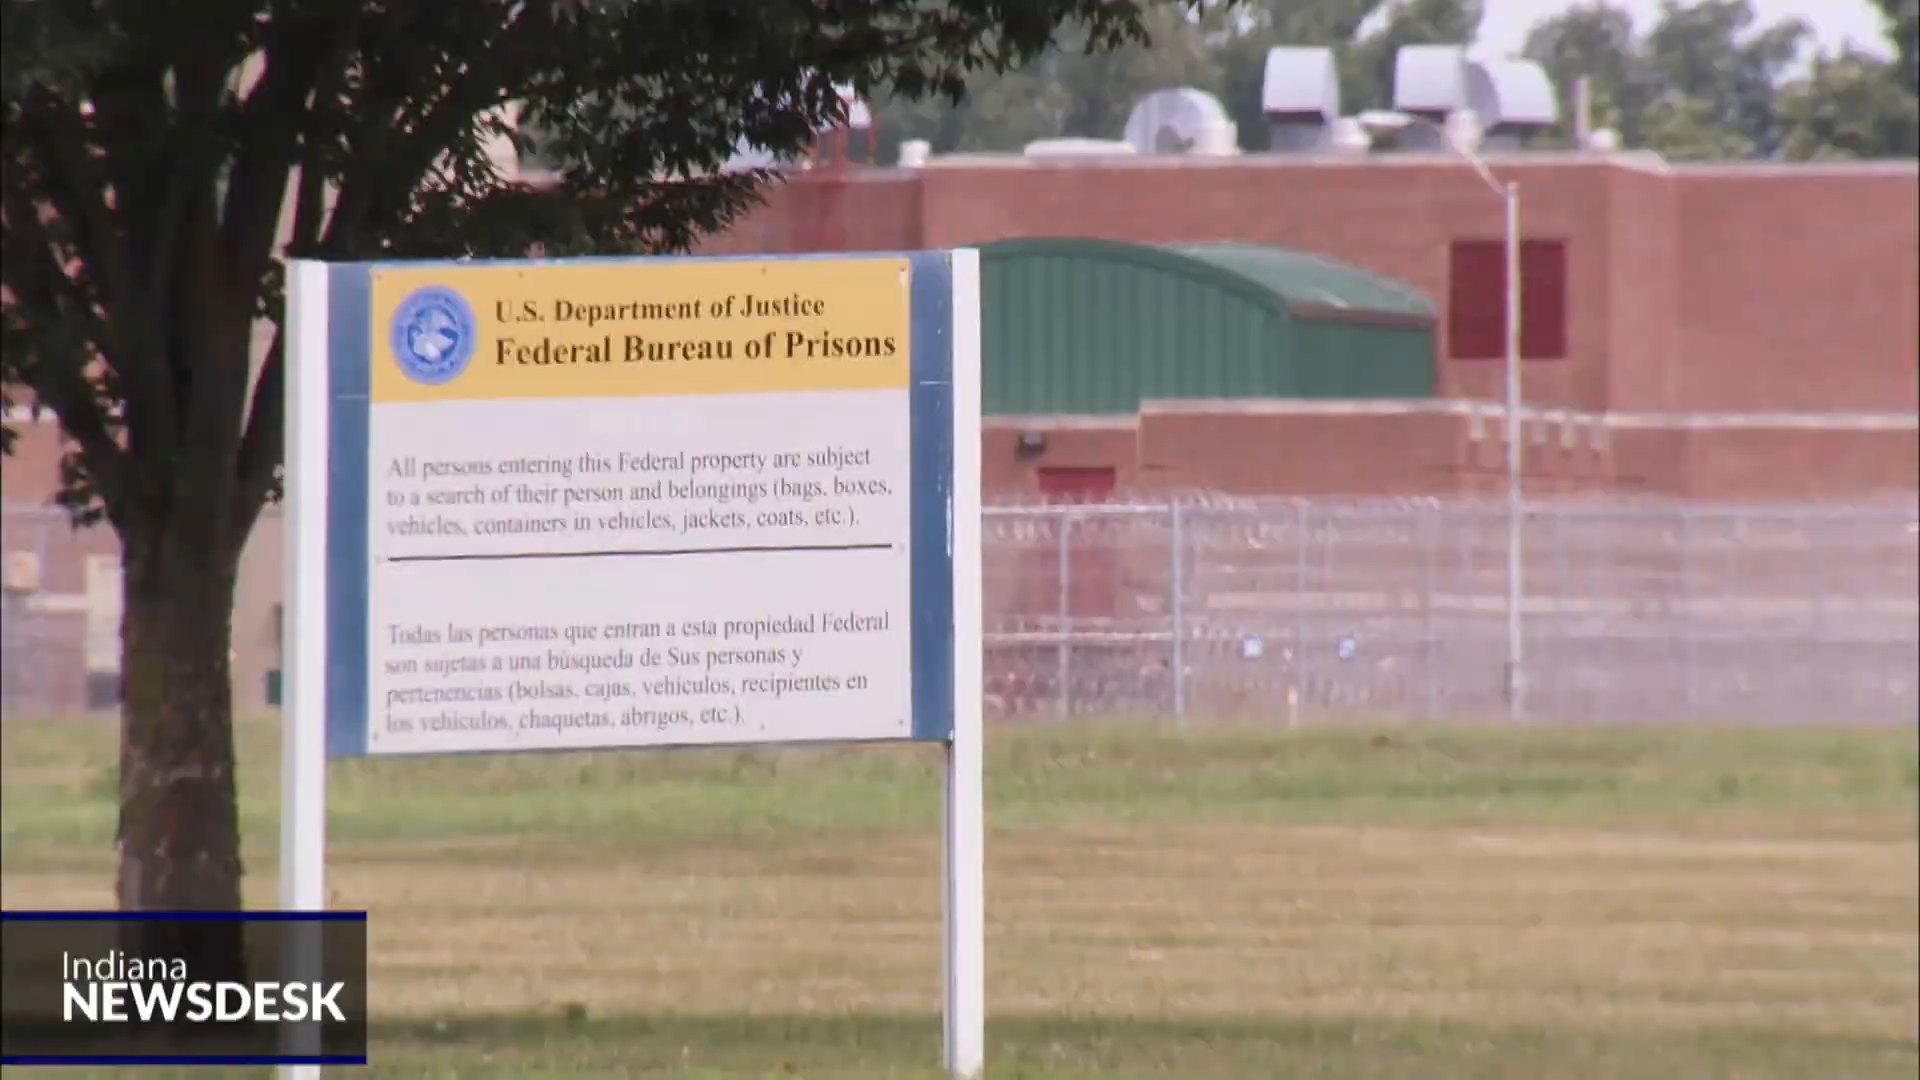 U.S. Department of Justice
Federal Bureau of Prisons
All persons entering this Federal property are subject
to a search of their person and belongings (bags, boxes,
vehicles, containers in vehicles, jackets, coats, etc.).
Todas las personas que entran a esta propiedad Federal
son sujetas a una búsqueda de Sus personas y
pertenencias (bolsas, cajas, vehículos, recipientes en
los vehículos, chaquetas, abrigos, etc.).
Indiana
NEWSDESK